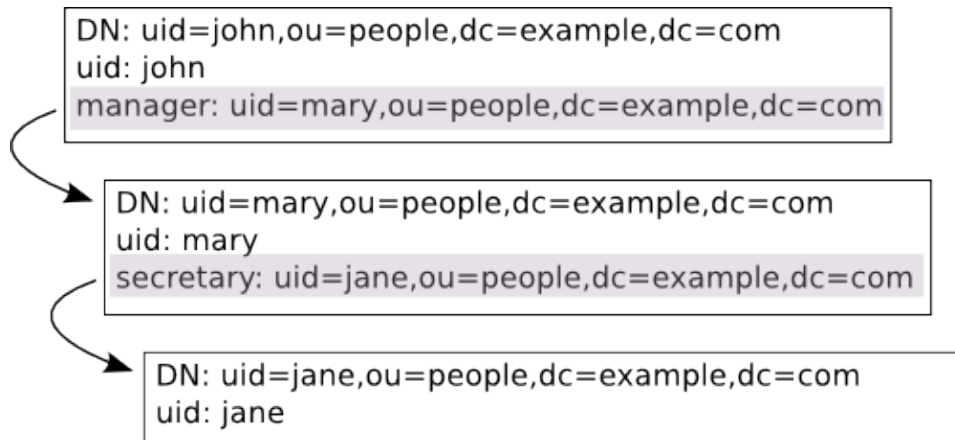 DN: uid=john,ou=people,dc=example,dc=com
uid: john
manager: uid=mary,ou=people,dc=example,dc=com
DN: uid=mary,ou=people,dc=example,dc=com
uid: mary
secretary: uid=jane,ou=people,dc=example,dc=com
DN: uid=jane,ou=people,dc=example,dc=com
uid: jane